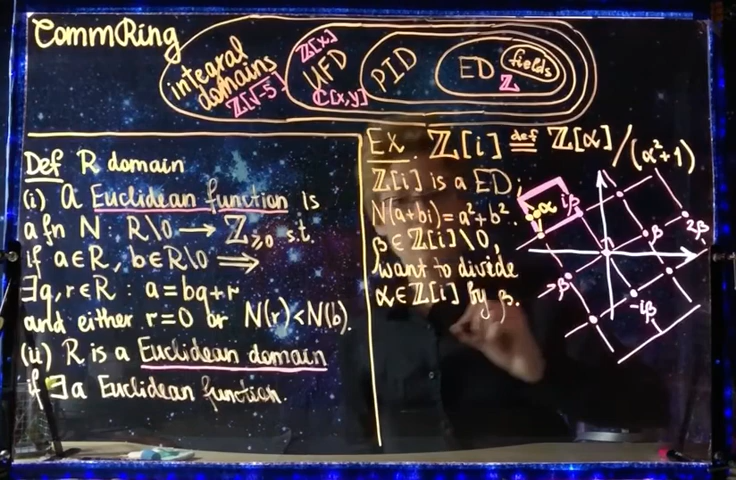 CommRing
integral domains
Z[√-5]
Z[x]
UFD
C[x,y]
PID
ED
Z
fields
Def R domain
(i) A Euclidean function is
a fn N: R\0 → Z≥0 s.t.
if a∈R, b∈R\0 ⟹
∃q,r∈R : a=bq+r
and either r=0 or N(r)<N(b).
(ii) R is a Euclidean domain
if ∃ a Euclidean function
Ex. Z[i] def= Z[α]/(α²+1)
Z[i] is a ED:
N(a+bi)=a²+b².
β∈Z[i]\0,
want to divide
α∈Z[i] by β.
α
iβ
β
2β
-β
-iβ